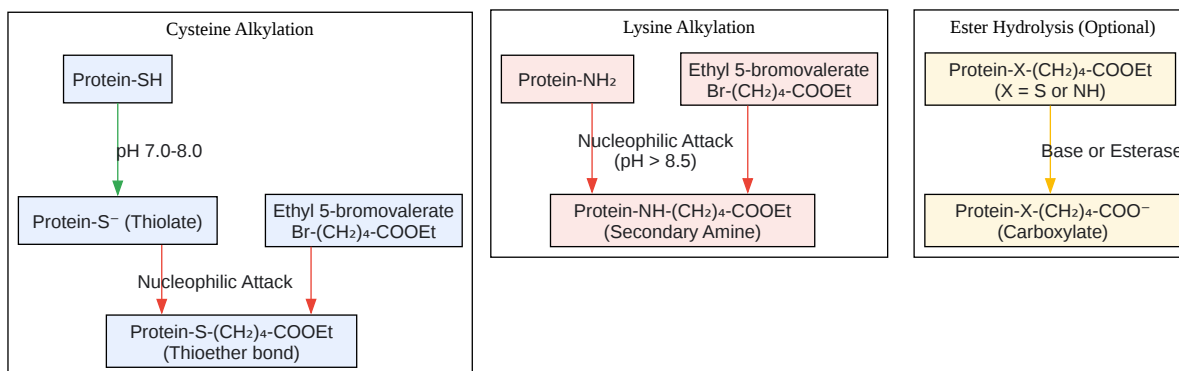 Cysteine Alkylation
Protein-SH
pH 7.0-8.0
Protein-S⁻ (Thiolate)
Ethyl 5-bromovalerate
Br-(CH₂)₄-COOEt
Nucleophilic Attack
Protein-S-(CH₂)₄-COOEt
(Thioether bond)
Lysine Alkylation
Protein-NH₂
Ethyl 5-bromovalerate
Br-(CH₂)₄-COOEt
Nucleophilic Attack
(pH > 8.5)
Protein-NH-(CH₂)₄-COOEt
(Secondary Amine)
Ester Hydrolysis (Optional)
Protein-X-(CH₂)₄-COOEt
(X = S or NH)
Base or Esterase
Protein-X-(CH₂)₄-COO⁻
(Carboxylate)